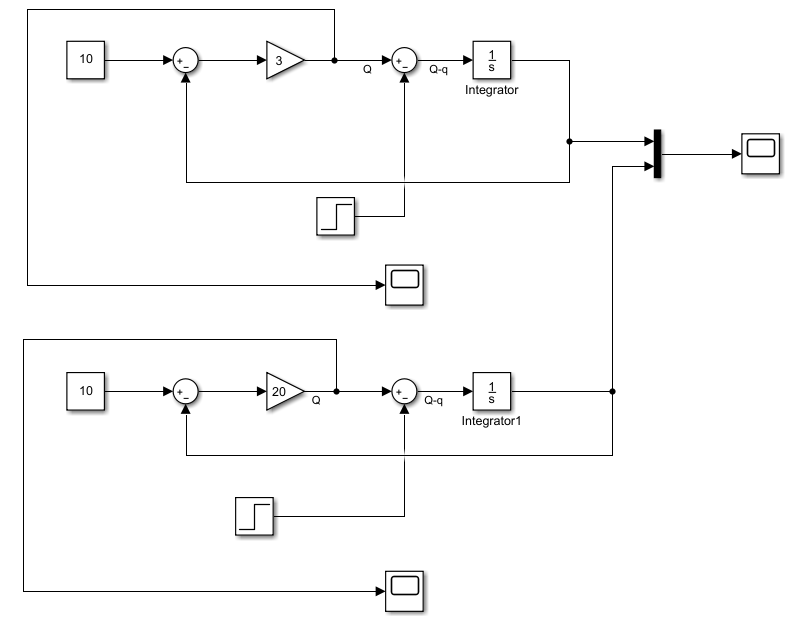 10
+
−
3
Q
+
−
Q-q
1
s
Integrator
10
+
−
20
Q
+
−
Q-q
1
s
Integrator1